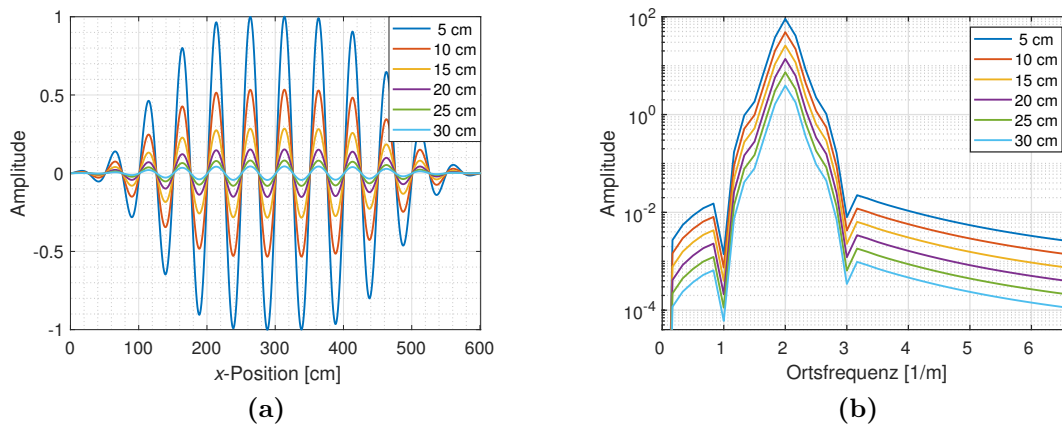 1
0.5
0
-0.5
-1
Amplitude
0 100 200 300 400 500 600
x-Position [cm]
5 cm
10 cm
15 cm
20 cm
25 cm
30 cm
(a)
10^2
10^0
10^-2
10^-4
Amplitude
0 1 2 3 4 5 6
Ortsfrequenz [1/m]
5 cm
10 cm
15 cm
20 cm
25 cm
30 cm
(b)